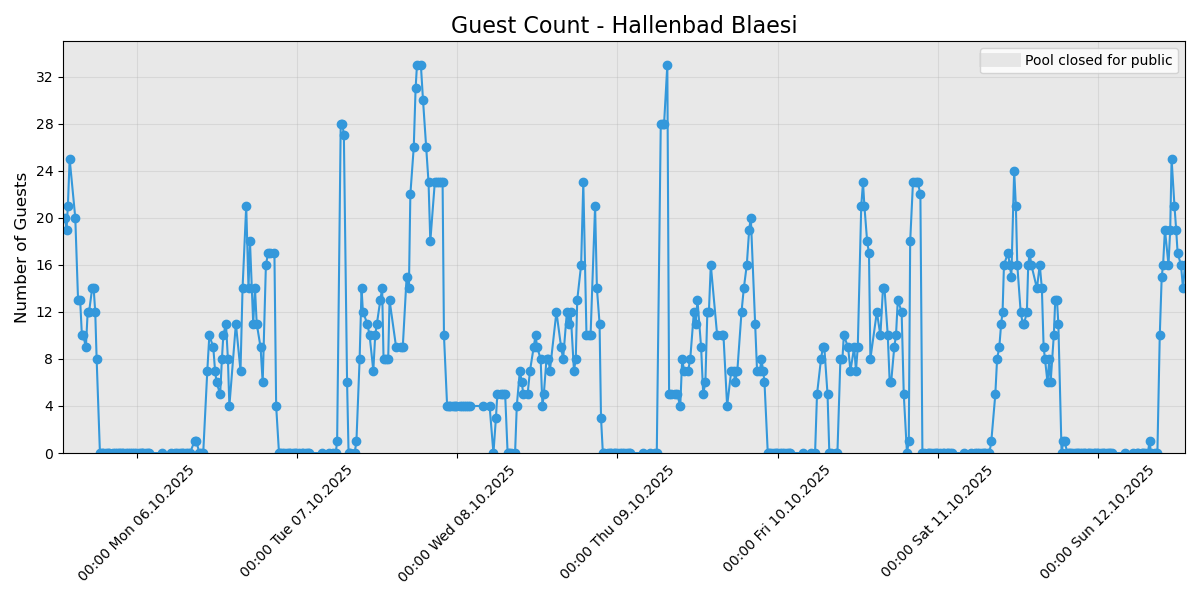 Guest Count - Hallenbad Blaesi
Pool closed for public
Number of Guests
32
28
24
20
16
12
8
4
0
00:00 Mon 06.10.2025
00:00 Tue 07.10.2025
00:00 Wed 08.10.2025
00:00 Thu 09.10.2025
00:00 Fri 10.10.2025
00:00 Sat 11.10.2025
00:00 Sun 12.10.2025